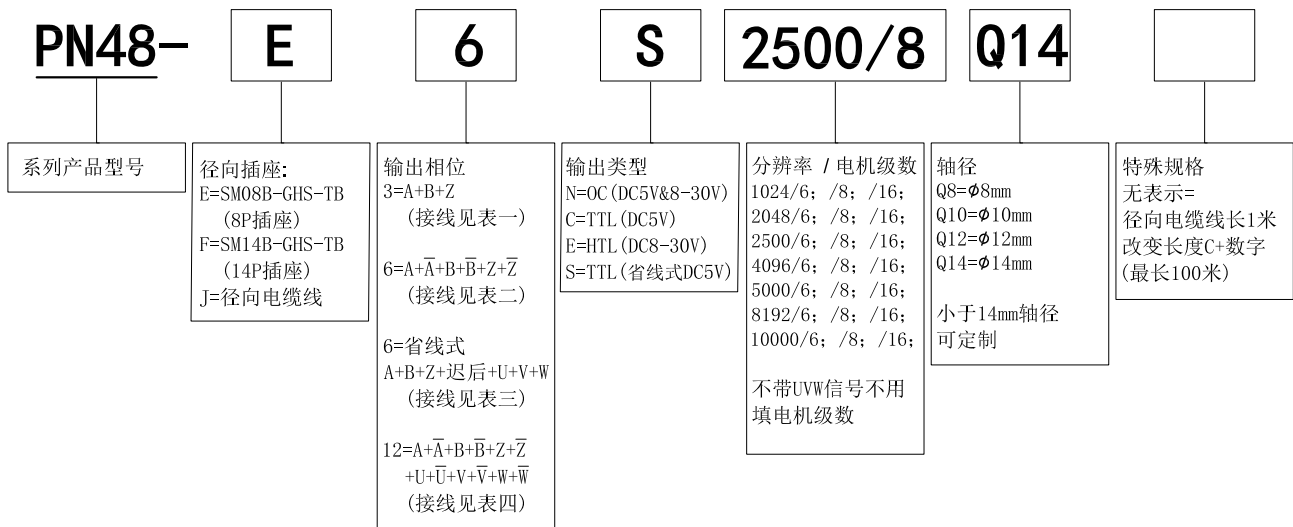 PN48- E 6 S 2500/8 Q14
系列产品型号
径向插座:
E=SM08B-GHS-TB
(8P插座)
F=SM14B-GHS-TB
(14P插座)
J=径向电缆线
输出相位
3=A+B+Z
(接线见表一)
6=A+A̅+B+B̅+Z+Z̅
(接线见表二)
6=省线式
A+B+Z+迟后+U+V+W
(接线见表三)
12=A+A̅+B+B̅+Z+Z̅
+U+U̅+V+V̅+W+W̅
(接线见表四)
输出类型
N=OC(DC5V&8-30V)
C=TTL(DC5V)
E=HTL(DC8-30V)
S=TTL(省线式DC5V)
分辨率 / 电机级数
1024/6; /8; /16;
2048/6; /8; /16;
2500/6; /8; /16;
4096/6; /8; /16;
5000/6; /8; /16;
8192/6; /8; /16;
10000/6; /8; /16;
不带UVW信号不用
填电机级数
轴径
Q8=Φ8mm
Q10=Φ10mm
Q12=Φ12mm
Q14=Φ14mm
小于14mm轴径
可定制
特殊规格
无表示=
径向电缆线长1米
改变长度C+数字
(最长100米)